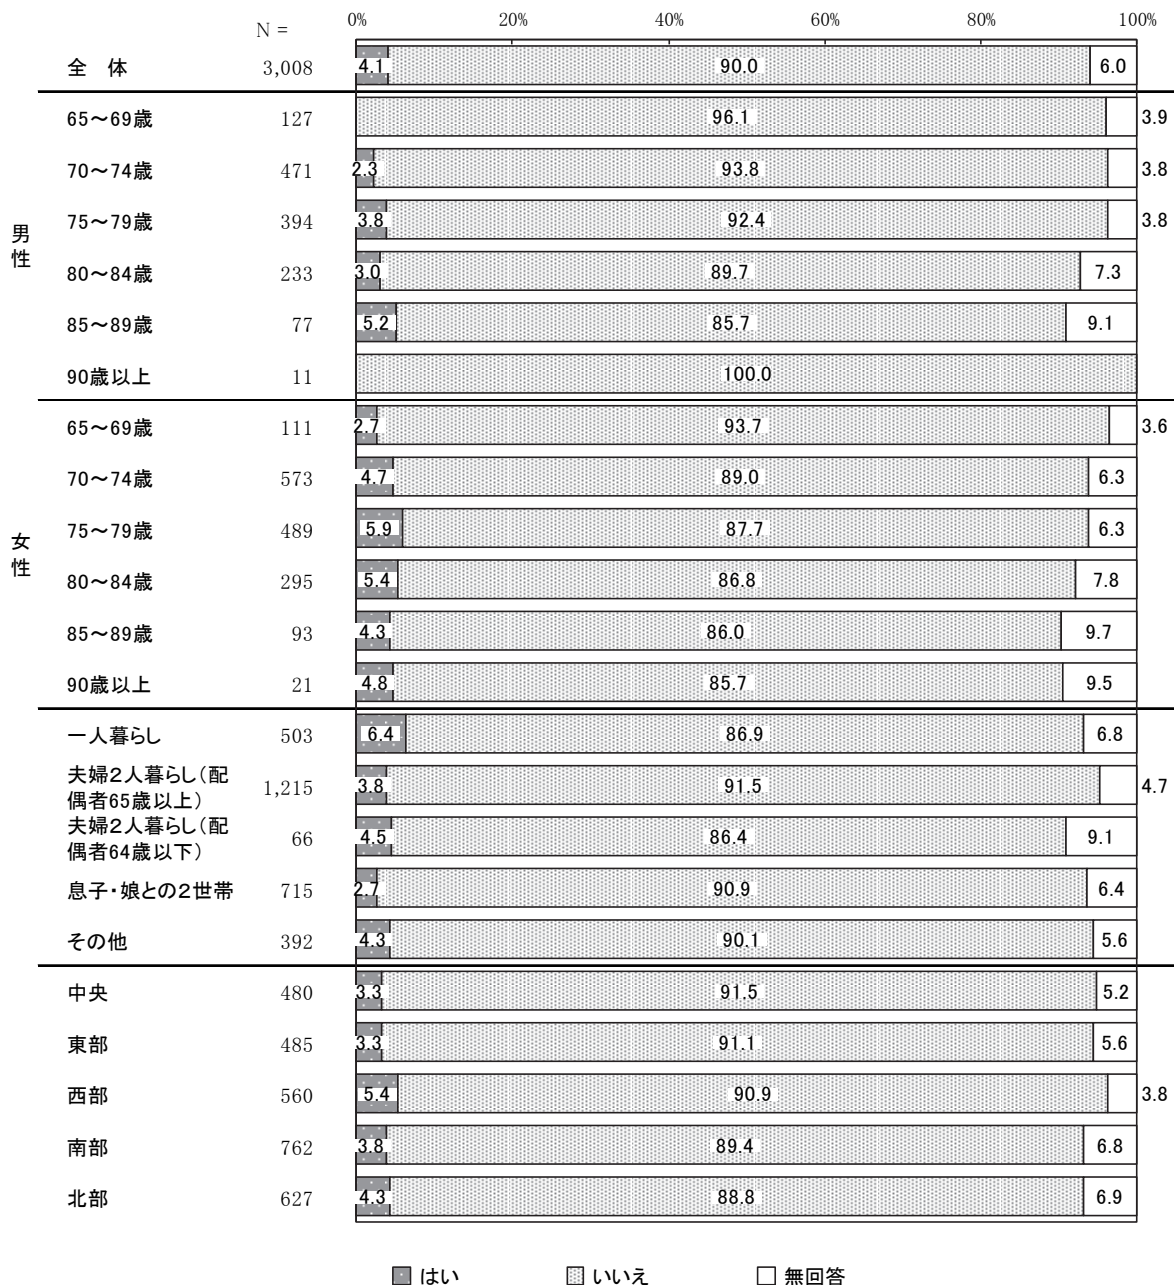 0% 20% 40% 60% 80% 100%
N =
全 体 3,008 4.1 90.0 6.0
男性
65～69歳 127 96.1 3.9
70～74歳 471 2.3 93.8 3.8
75～79歳 394 3.8 92.4 3.8
80～84歳 233 3.0 89.7 7.3
85～89歳 77 5.2 85.7 9.1
90歳以上 11 100.0
女性
65～69歳 111 2.7 93.7 3.6
70～74歳 573 4.7 89.0 6.3
75～79歳 489 5.9 87.7 6.3
80～84歳 295 5.4 86.8 7.8
85～89歳 93 4.3 86.0 9.7
90歳以上 21 4.8 85.7 9.5
一人暮らし 503 6.4 86.9 6.8
夫婦２人暮らし（配
偶者65歳以上） 1,215 3.8 91.5 4.7
夫婦２人暮らし（配
偶者64歳以下） 66 4.5 86.4 9.1
息子・娘との２世帯 715 2.7 90.9 6.4
その他 392 4.3 90.1 5.6
中央 480 3.3 91.5 5.2
東部 485 3.3 91.1 5.6
西部 560 5.4 90.9 3.8
南部 762 3.8 89.4 6.8
北部 627 4.3 88.8 6.9
はい いいえ 無回答